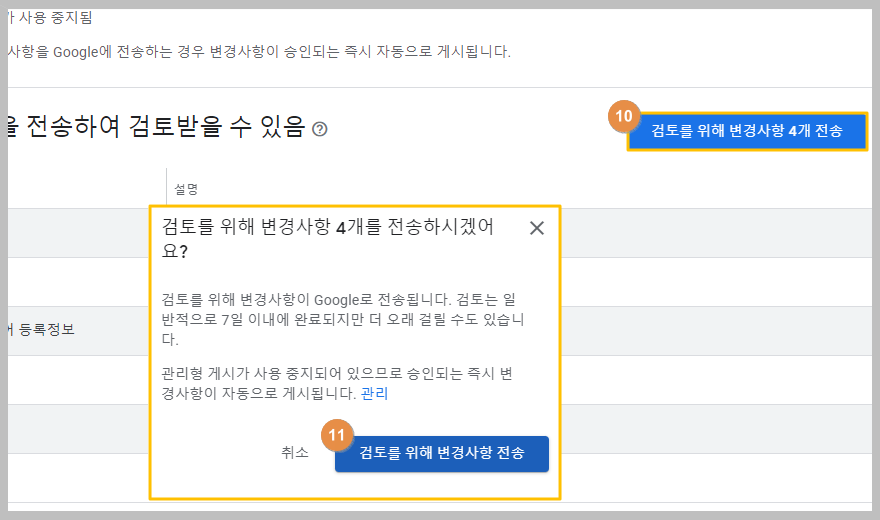 가 사용 중지됨
사항을 Google에 전송하는 경우 변경사항이 승인되는 즉시 자동으로 게시됩니다.
을 전송하여 검토받을 수 있음
10
검토를 위해 변경사항 4개 전송
설명
검토를 위해 변경사항 4개를 전송하시겠어
요?
검토를 위해 변경사항이 Google로 전송됩니다. 검토는 일
반적으로 7일 이내에 완료되지만 더 오래 걸릴 수도 있습니
다.
어 등록정보
관리형 게시가 사용 중지되어 있으므로 승인되는 즉시 변
경사항이 자동으로 게시됩니다. 관리
11
취소
검토를 위해 변경사항 전송